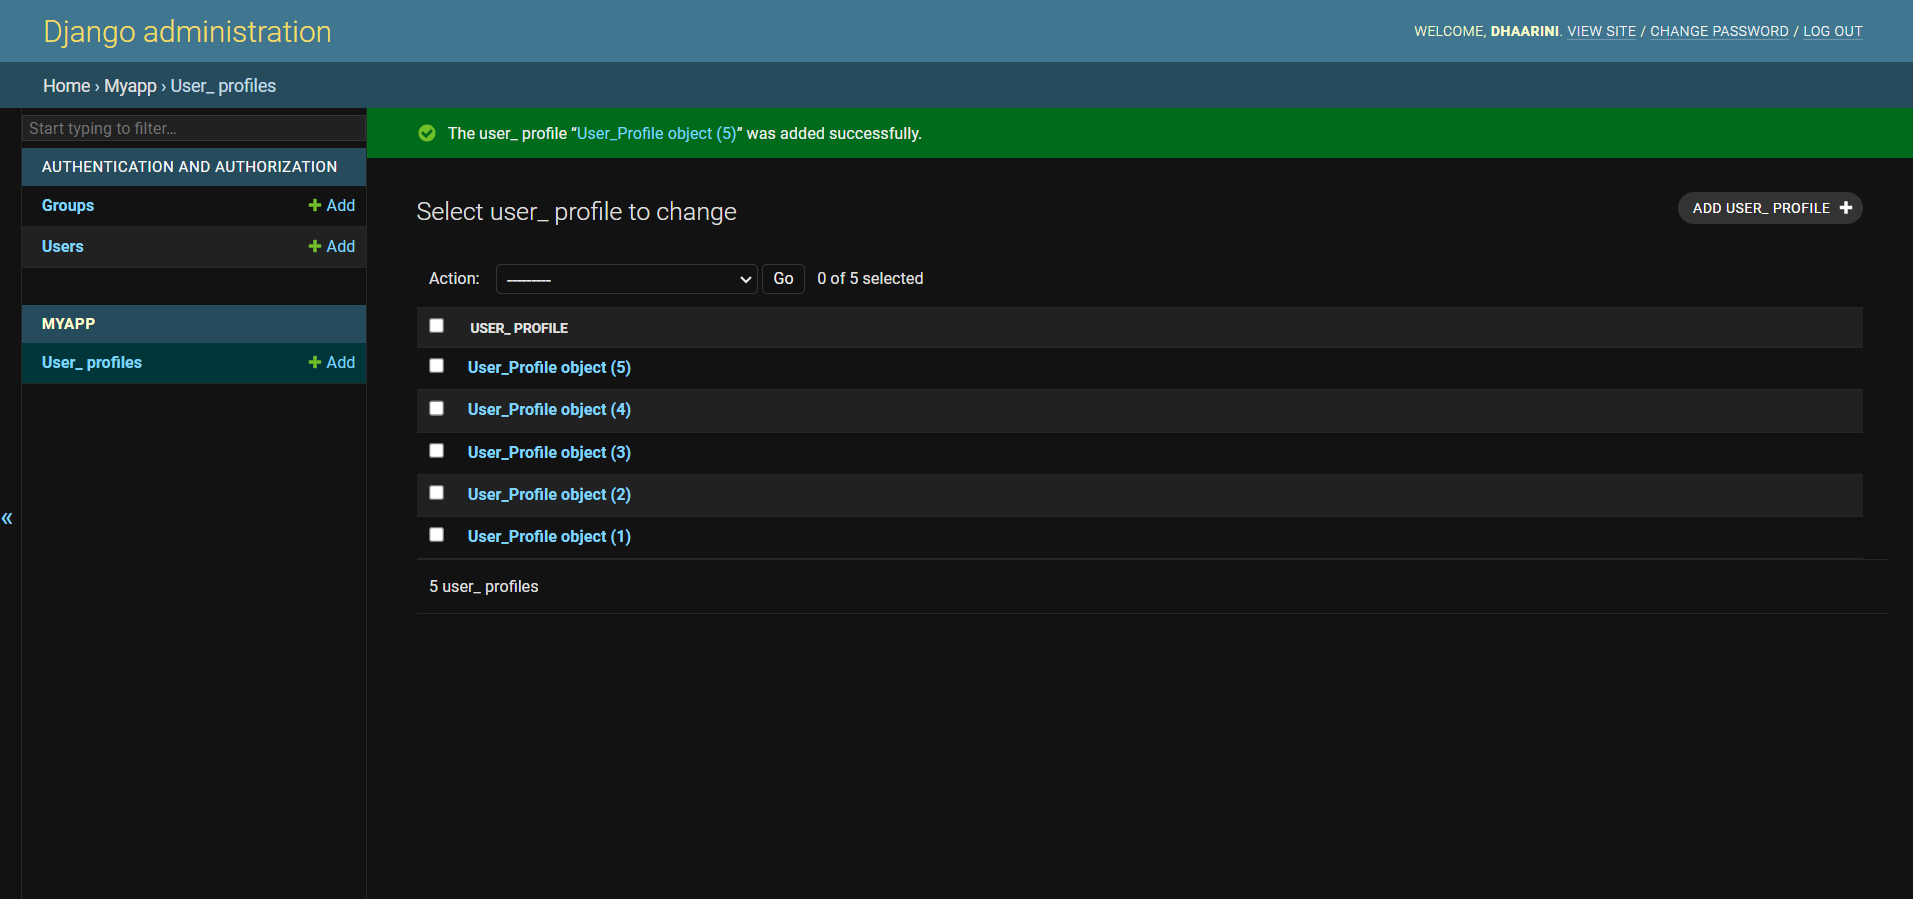 Django administration
WELCOME, DHAARINI. VIEW SITE / CHANGE PASSWORD / LOG OUT
Home › Myapp › User_ profiles
Start typing to filter...
AUTHENTICATION AND AUTHORIZATION
Groups + Add
Users + Add
MYAPP
User_ profiles + Add
«
The user_ profile “User_Profile object (5)” was added successfully.
Select user_ profile to change
ADD USER_ PROFILE +
Action: --------- Go 0 of 5 selected
USER_ PROFILE
User_Profile object (5)
User_Profile object (4)
User_Profile object (3)
User_Profile object (2)
User_Profile object (1)
5 user_ profiles